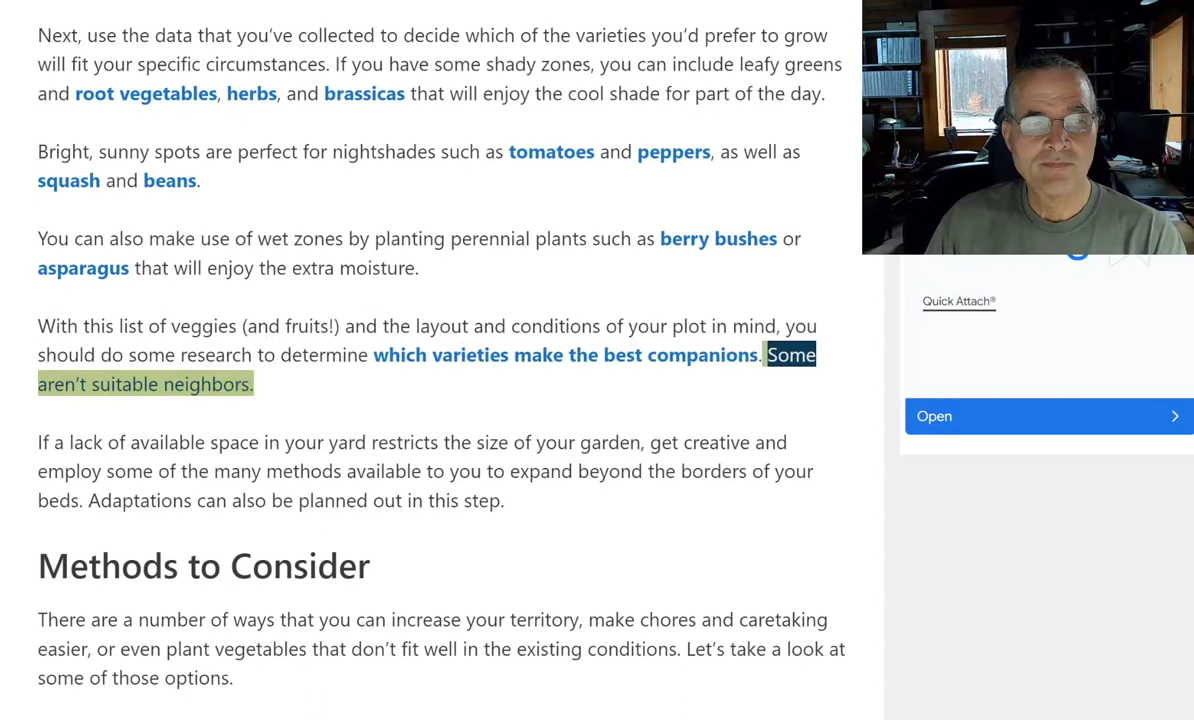 Next, use the data that you’ve collected to decide which of the varieties you’d prefer to grow
will fit your specific circumstances. If you have some shady zones, you can include leafy greens
and root vegetables, herbs, and brassicas that will enjoy the cool shade for part of the day.
Bright, sunny spots are perfect for nightshades such as tomatoes and peppers, as well as
squash and beans.
You can also make use of wet zones by planting perennial plants such as berry bushes or
asparagus that will enjoy the extra moisture.
Quick Attach®
With this list of veggies (and fruits!) and the layout and conditions of your plot in mind, you
should do some research to determine which varieties make the best companions. Some
aren’t suitable neighbors.
Open
If a lack of available space in your yard restricts the size of your garden, get creative and
employ some of the many methods available to you to expand beyond the borders of your
beds. Adaptations can also be planned out in this step.
Methods to Consider
There are a number of ways that you can increase your territory, make chores and caretaking
easier, or even plant vegetables that don’t fit well in the existing conditions. Let’s take a look at
some of those options.